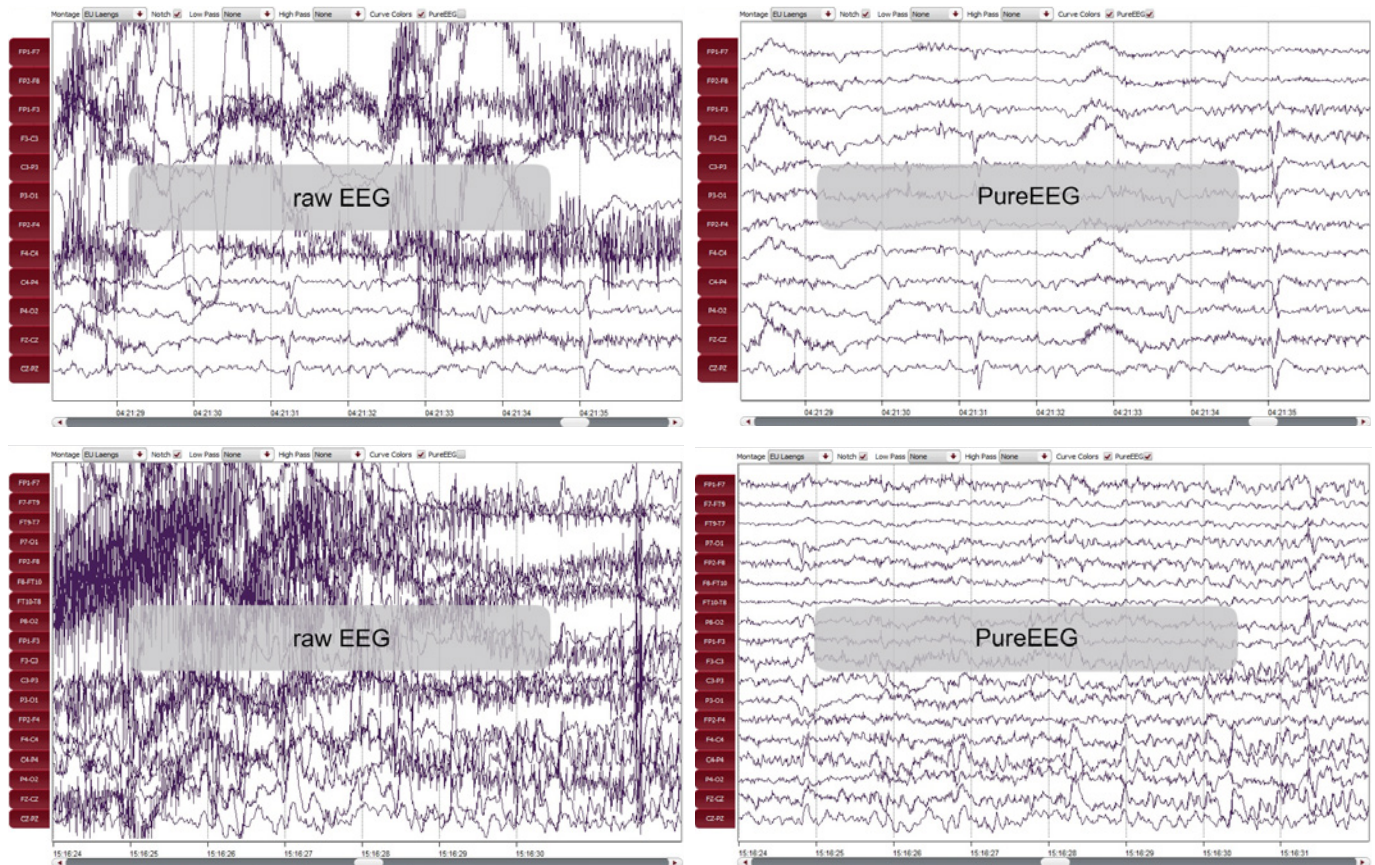 Montage EU Laengs Notch Low Pass None High Pass None Curve Colors PureEEG
FP1-F7
FP2-F8
FP1-F3
F3-C3
C3-P3
P3-O1
FP2-F4
F4-C4
C4-P4
P4-O2
FZ-CZ
CZ-PZ
raw EEG
04:21:29 04:21:30 04:21:31 04:21:32 04:21:33 04:21:34 04:21:35
Montage EU Laengs Notch Low Pass None High Pass None Curve Colors PureEEG
FP1-F7
FP2-F8
FP1-F3
F3-C3
C3-P3
P3-O1
FP2-F4
F4-C4
C4-P4
P4-O2
FZ-CZ
CZ-PZ
PureEEG
04:21:29 04:21:30 04:21:31 04:21:32 04:21:33 04:21:34 04:21:35
Montage EU Laengs Notch Low Pass None High Pass None Curve Colors PureEEG
FP1-F7
F7-FT9
FT9-T7
P7-O1
FP2-F8
F8-FT10
FT10-T8
P8-O2
FP1-F3
F3-C3
C3-P3
P3-O1
FP2-F4
F4-C4
C4-P4
P4-O2
FZ-CZ
CZ-PZ
raw EEG
15:16:24 15:16:25 15:16:26 15:16:27 15:16:28 15:16:29 15:16:30
Montage EU Laengs Notch Low Pass None High Pass None Curve Colors PureEEG
FP1-F7
F7-FT9
FT9-T7
P7-O1
FP2-F8
F8-FT10
FT10-T8
P8-O2
FP1-F3
F3-C3
C3-P3
P3-O1
FP2-F4
F4-C4
C4-P4
P4-O2
FZ-CZ
CZ-PZ
PureEEG
15:16:24 15:16:25 15:16:26 15:16:27 15:16:28 15:16:29 15:16:30 15:16:31